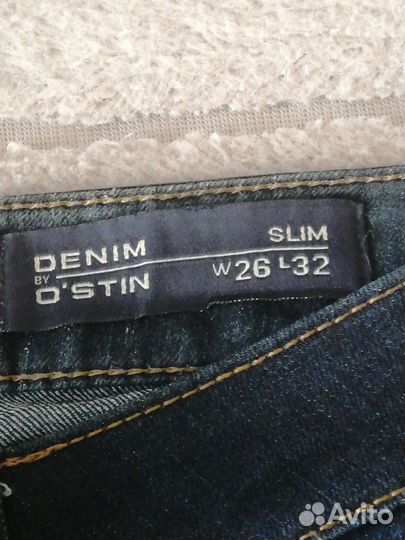 DENIM
BY
O'STIN
SLIM
W26 L32
Avito